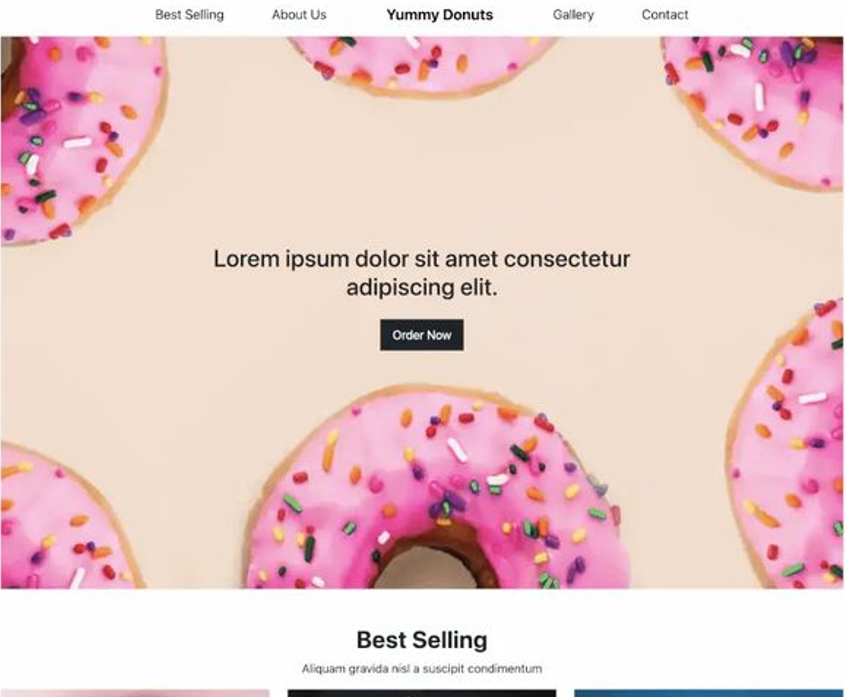 Best Selling About Us Yummy Donuts Gallery Contact
Lorem ipsum dolor sit amet consectetur
adipiscing elit.
Order Now
Best Selling
Aliquam gravida nisl a suscipit condimentum